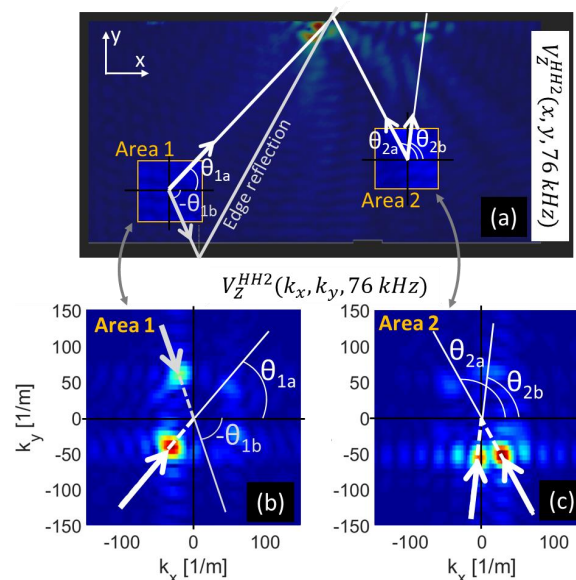 y
x
Area 1
θ1a
-θ1b
Edge reflection
θ2a
θ2b
Area 2
(a)
V_Z^{HH2}(x, y, 76 kHz)
V_Z^{HH2}(k_x, k_y, 76 kHz)
Area 1
θ1a
-θ1b
(b)
150
100
50
0
-50
-100
-150
k_y [1/m]
-100
0
100
k_x [1/m]
Area 2
θ2a
θ2b
(c)
150
100
50
0
-50
-100
-150
-100
0
100
k_x [1/m]